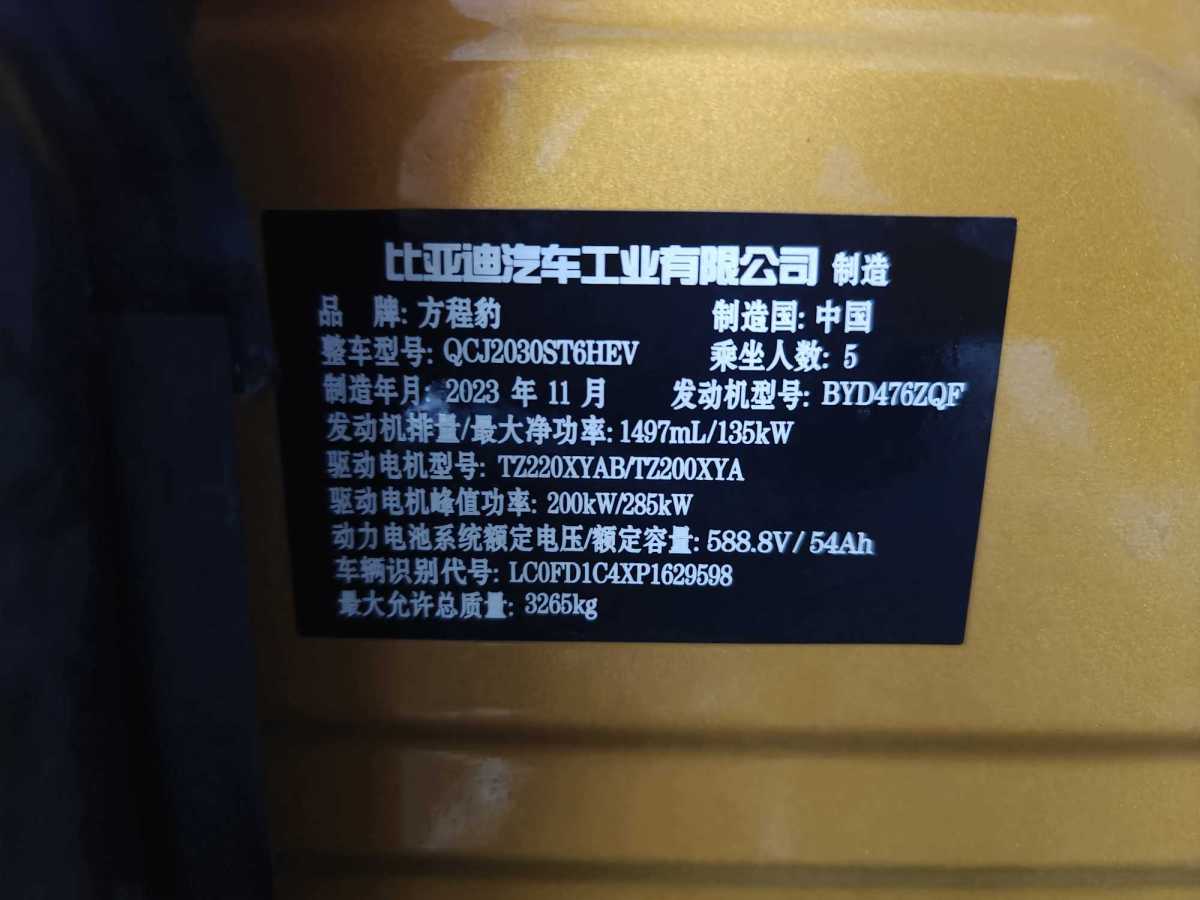 比亚迪汽车工业有限公司 制造
品 牌: 方程豹 制造国: 中国
整车型号: QCJ2030ST6HEV 乘坐人数: 5
制造年月: 2023 年 11 月 发动机型号: BYD476ZQF
发动机排量/最大净功率: 1497mL/135kW
驱动电机型号: TZ220XYAB/TZ200XYA
驱动电机峰值功率: 200kW/285kW
动力电池系统额定电压/额定容量: 588.8V/54Ah
车辆识别代号: LC0FD1C4XP1629598
最大允许总质量: 3265kg